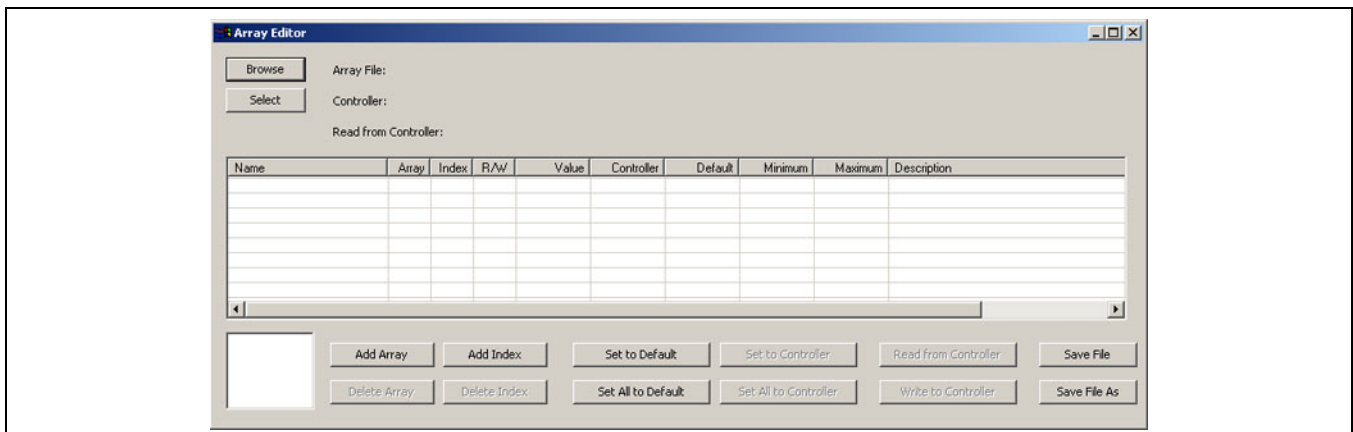 Array Editor
Browse Array File:
Select Controller:
Read from Controller:
Name Array Index R/W Value Controller Default Minimum Maximum Description
Add Array Add Index Set to Default Set to Controller Read from Controller Save File
Delete Array Delete Index Set All to Default Set All to Controller Write to Controller Save File As